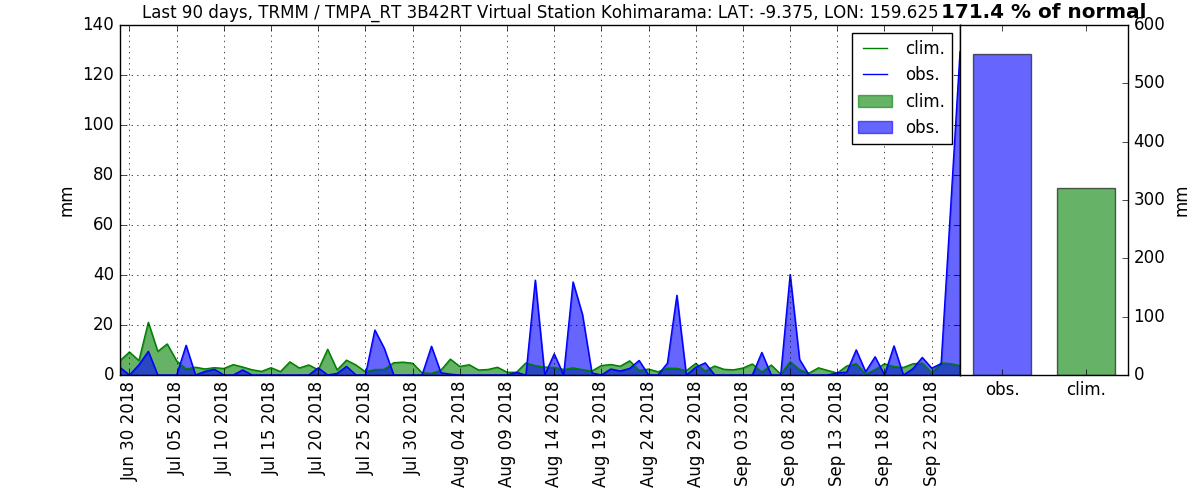 Last 90 days, TRMM / TMPA_RT 3B42RT Virtual Station Kohimarama: LAT: -9.375, LON: 159.625 171.4 % of normal
140
120
100
80
60
40
20
0
mm
clim.
obs.
clim.
obs.
600
500
400
300
200
100
0
mm
obs.
clim.
Jun 30 2018
Jul 05 2018
Jul 10 2018
Jul 15 2018
Jul 20 2018
Jul 25 2018
Jul 30 2018
Aug 04 2018
Aug 09 2018
Aug 14 2018
Aug 19 2018
Aug 24 2018
Aug 29 2018
Sep 03 2018
Sep 08 2018
Sep 13 2018
Sep 18 2018
Sep 23 2018